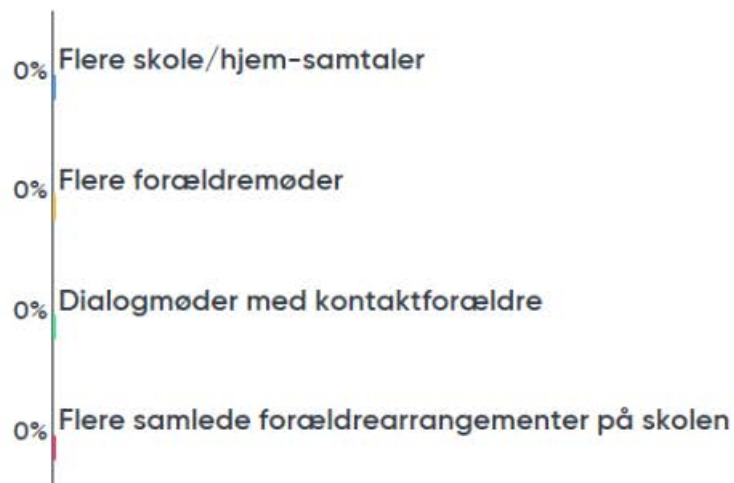 Flere skole/hjem-samtaler
0%
Flere forældremøder
0%
Dialogmøder med kontaktforældre
0%
Flere samlede forældrearrangementer på skolen
0%